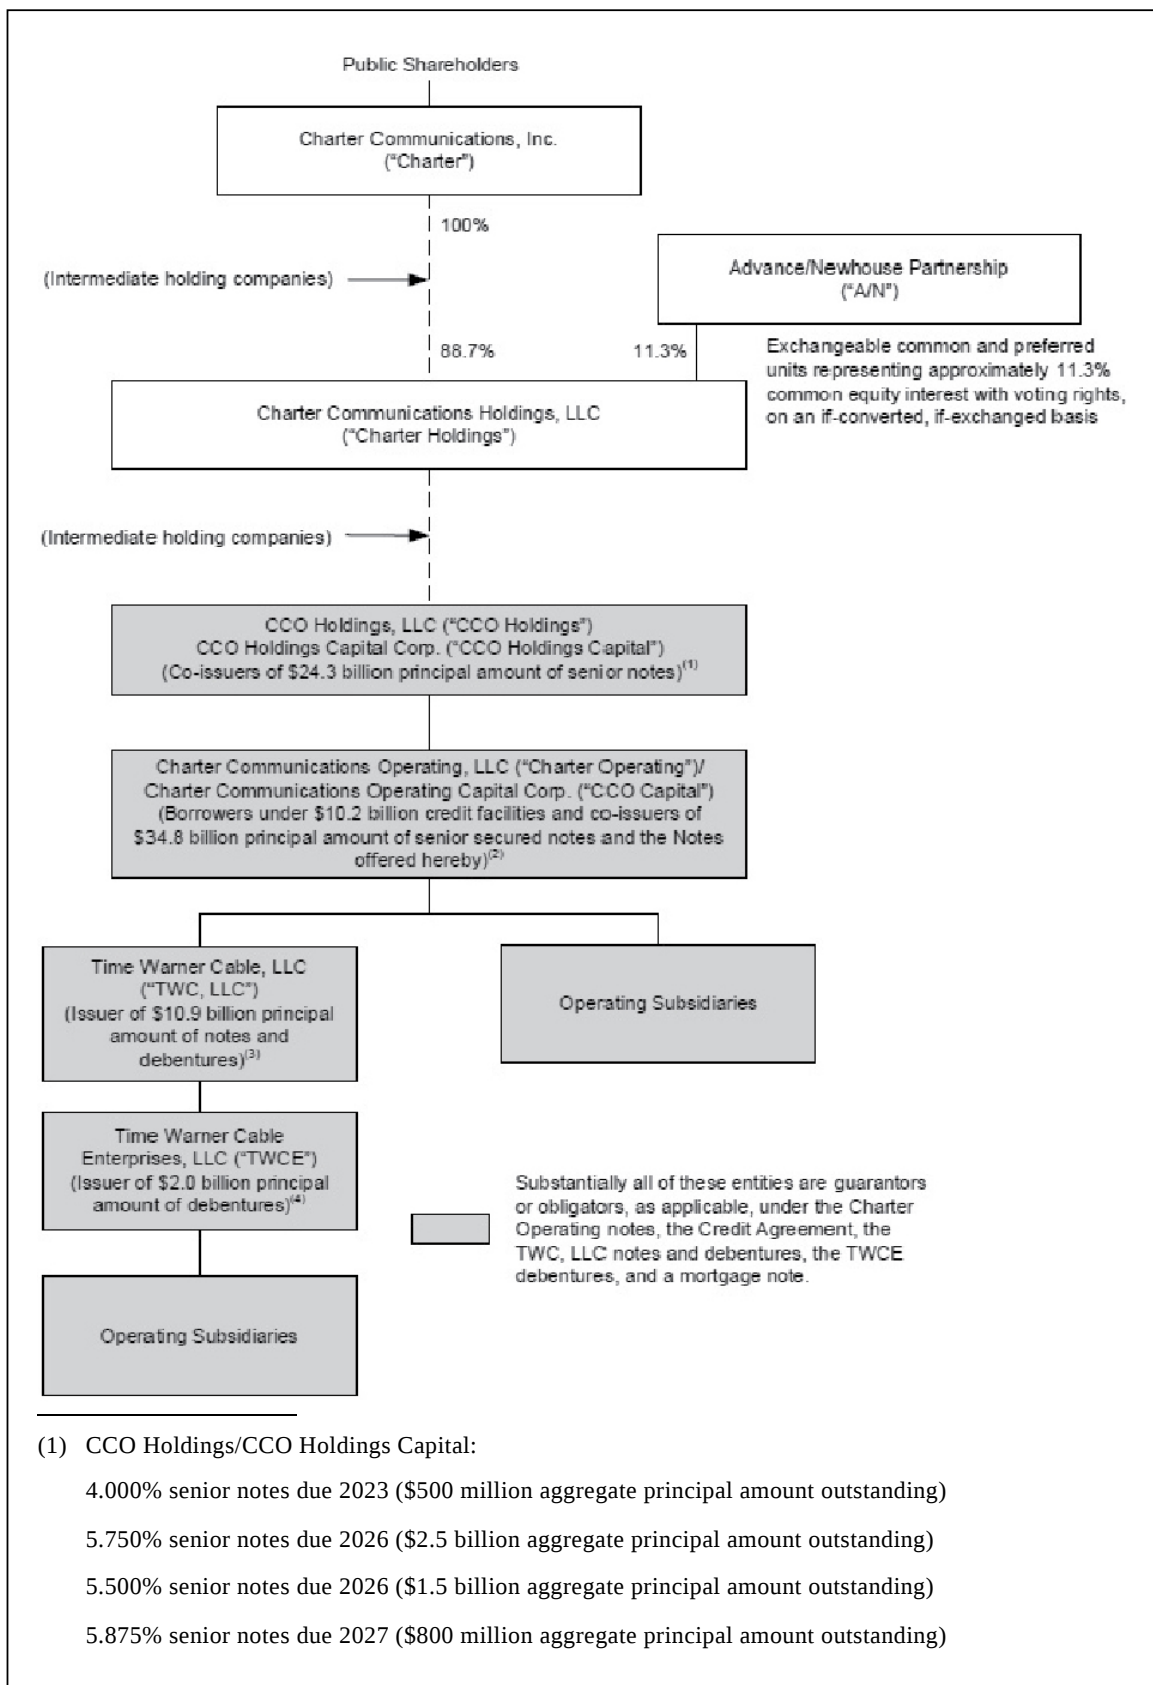 Public Shareholders
Charter Communications, Inc.
(“Charter”)
100%
(Intermediate holding companies)
Advance/Newhouse Partnership
(“A/N”)
88.7%
11.3%
Exchangeable common and preferred
units representing approximately 11.3%
common equity interest with voting rights,
on an if-converted, if-exchanged basis
Charter Communications Holdings, LLC
(“Charter Holdings”)
(Intermediate holding companies)
CCO Holdings, LLC (“CCO Holdings”)
CCO Holdings Capital Corp. (“CCO Holdings Capital”)
(Co-issuers of $24.3 billion principal amount of senior notes)(1)
Charter Communications Operating, LLC (“Charter Operating”)/
Charter Communications Operating Capital Corp. (“CCO Capital”)
(Borrowers under $10.2 billion credit facilities and co-issuers of
$34.8 billion principal amount of senior secured notes and the Notes
offered hereby)(2)
Time Warner Cable, LLC
(“TWC, LLC”)
(Issuer of $10.9 billion principal
amount of notes and
debentures)(3)
Operating Subsidiaries
Time Warner Cable
Enterprises, LLC (“TWCE”)
(Issuer of $2.0 billion principal
amount of debentures)(4)
Substantially all of these entities are guarantors
or obligators, as applicable, under the Charter
Operating notes, the Credit Agreement, the
TWC, LLC notes and debentures, the TWCE
debentures, and a mortgage note.
Operating Subsidiaries
(1) CCO Holdings/CCO Holdings Capital:
4.000% senior notes due 2023 ($500 million aggregate principal amount outstanding)
5.750% senior notes due 2026 ($2.5 billion aggregate principal amount outstanding)
5.500% senior notes due 2026 ($1.5 billion aggregate principal amount outstanding)
5.875% senior notes due 2027 ($800 million aggregate principal amount outstanding)